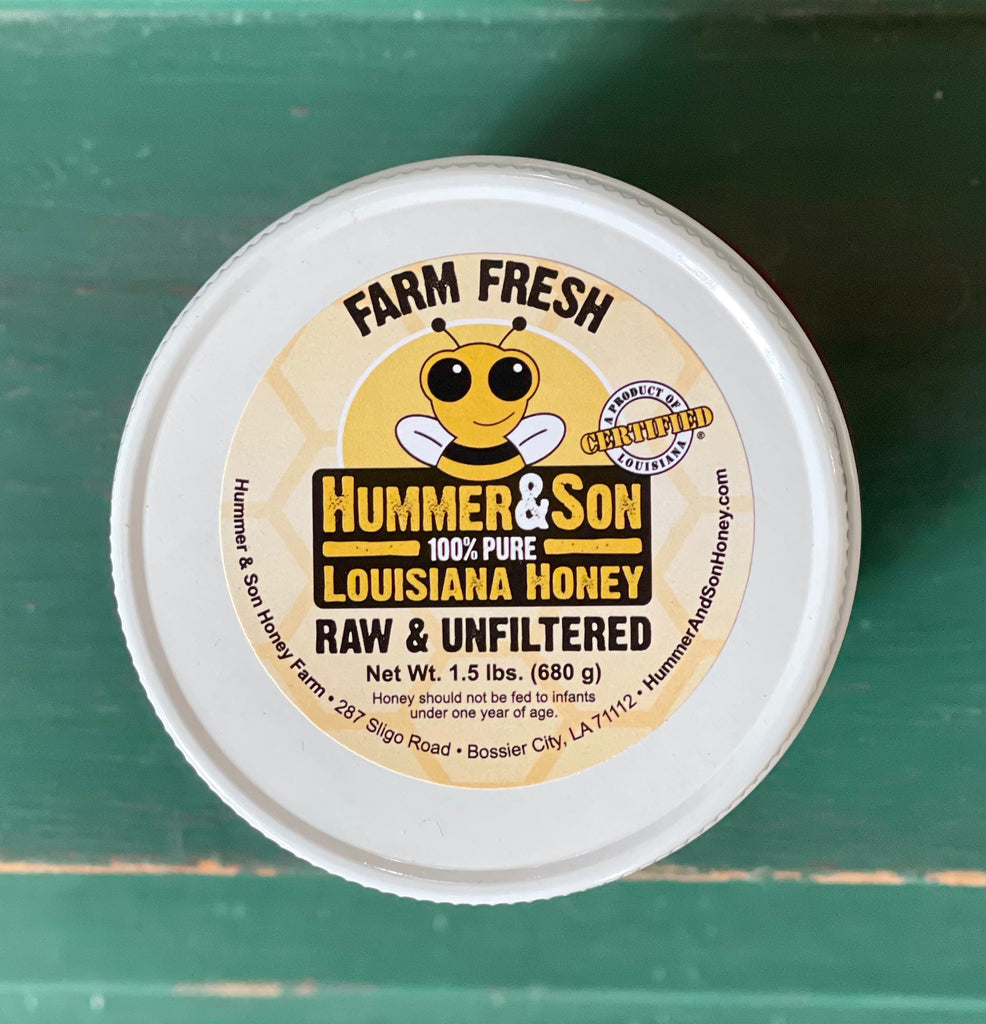 FARM FRESH
A PRODUCT OF
CERTIFIED®
LOUISIANA
HUMMER&SON
100% PURE
LOUISIANA HONEY
RAW & UNFILTERED
Net Wt. 1.5 lbs. (680 g)
Honey should not be fed to infants
under one year of age.
Hummer & Son Honey Farm • 287 Sligo Road • Bossier City, LA 71112 • HummerAndSonHoney.com